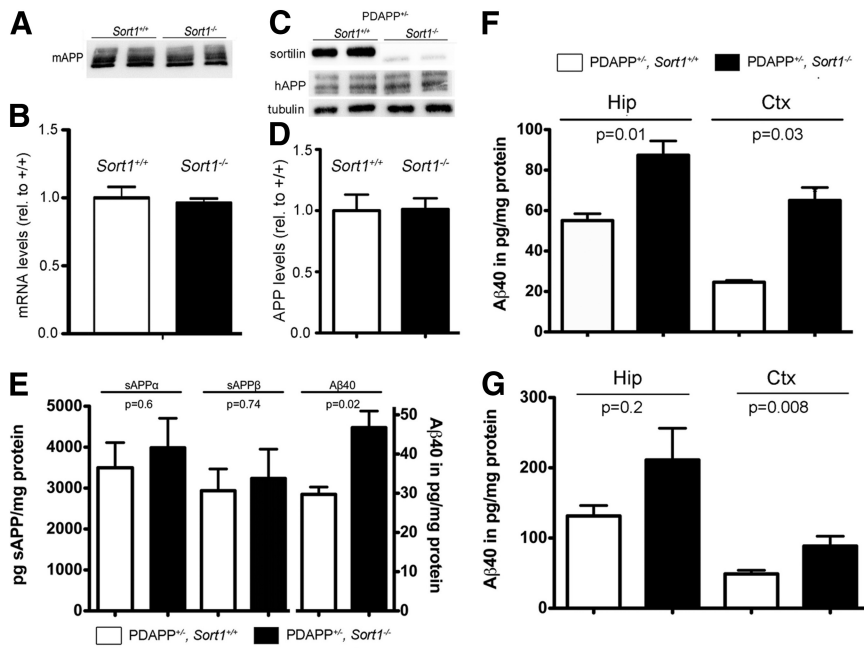 A
Sort1+/+ Sort1-/-
mAPP
B
mRNA levels (rel. to +/+)
1.5
1.0
0.5
0.0
Sort1+/+ Sort1-/-
C
PDAPP+/-
Sort1+/+ Sort1-/-
sortilin
hAPP
tubulin
D
APP levels (rel. to +/+)
1.5
1.0
0.5
0.0
Sort1+/+ Sort1-/-
E
sAPPα sAPPβ Aβ40
p=0.6 p=0.74 p=0.02
pg sAPP/mg protein
5000
4000
3000
2000
1000
0
50
40
30
20
10
0
Aβ40 in pg/mg protein
PDAPP+/-, Sort1+/+ PDAPP+/-, Sort1-/-
F
PDAPP+/-, Sort1+/+ PDAPP+/-, Sort1-/-
Hip Ctx
p=0.01 p=0.03
Aβ40 in pg/mg protein
100
80
60
40
20
0
G
Hip Ctx
p=0.2 p=0.008
Aβ40 in pg/mg protein
300
200
100
0